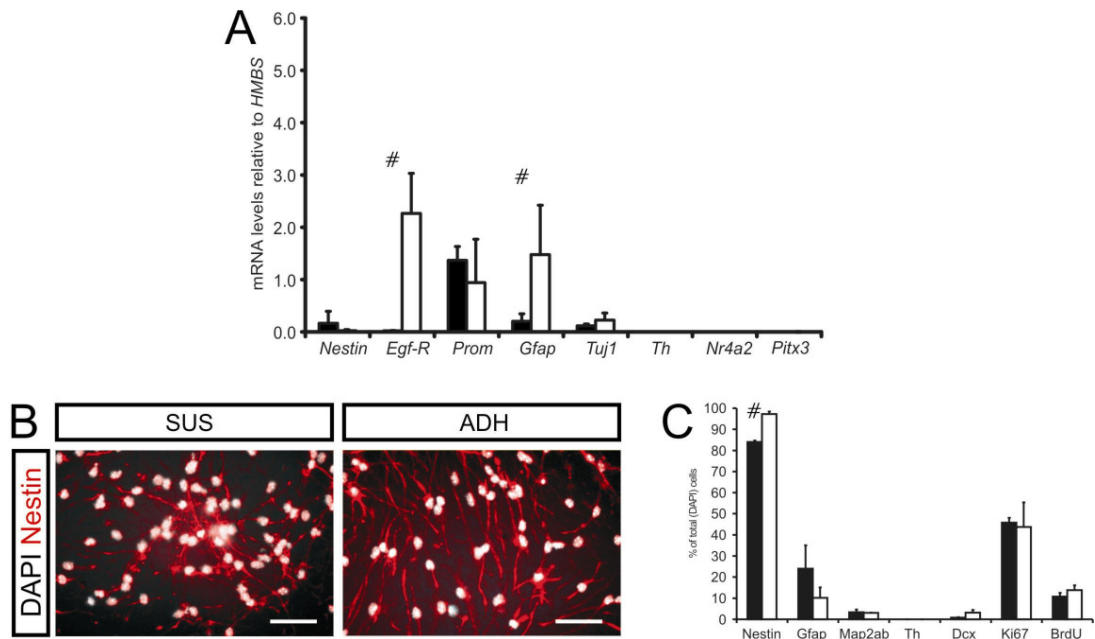 A
mRNA levels relative to HMBS
6.0
5.0
4.0
3.0
2.0
1.0
0.0
#
#
Nestin Egf-R Prom Gfap Tuj1 Th Nr4a2 Pitx3
B
SUS ADH
DAPI Nestin
C
% of total (DAPI) cells
100
90
80
70
60
50
40
30
20
10
0
#
Nestin Gfap Map2ab Th Dcx Ki67 BrdU